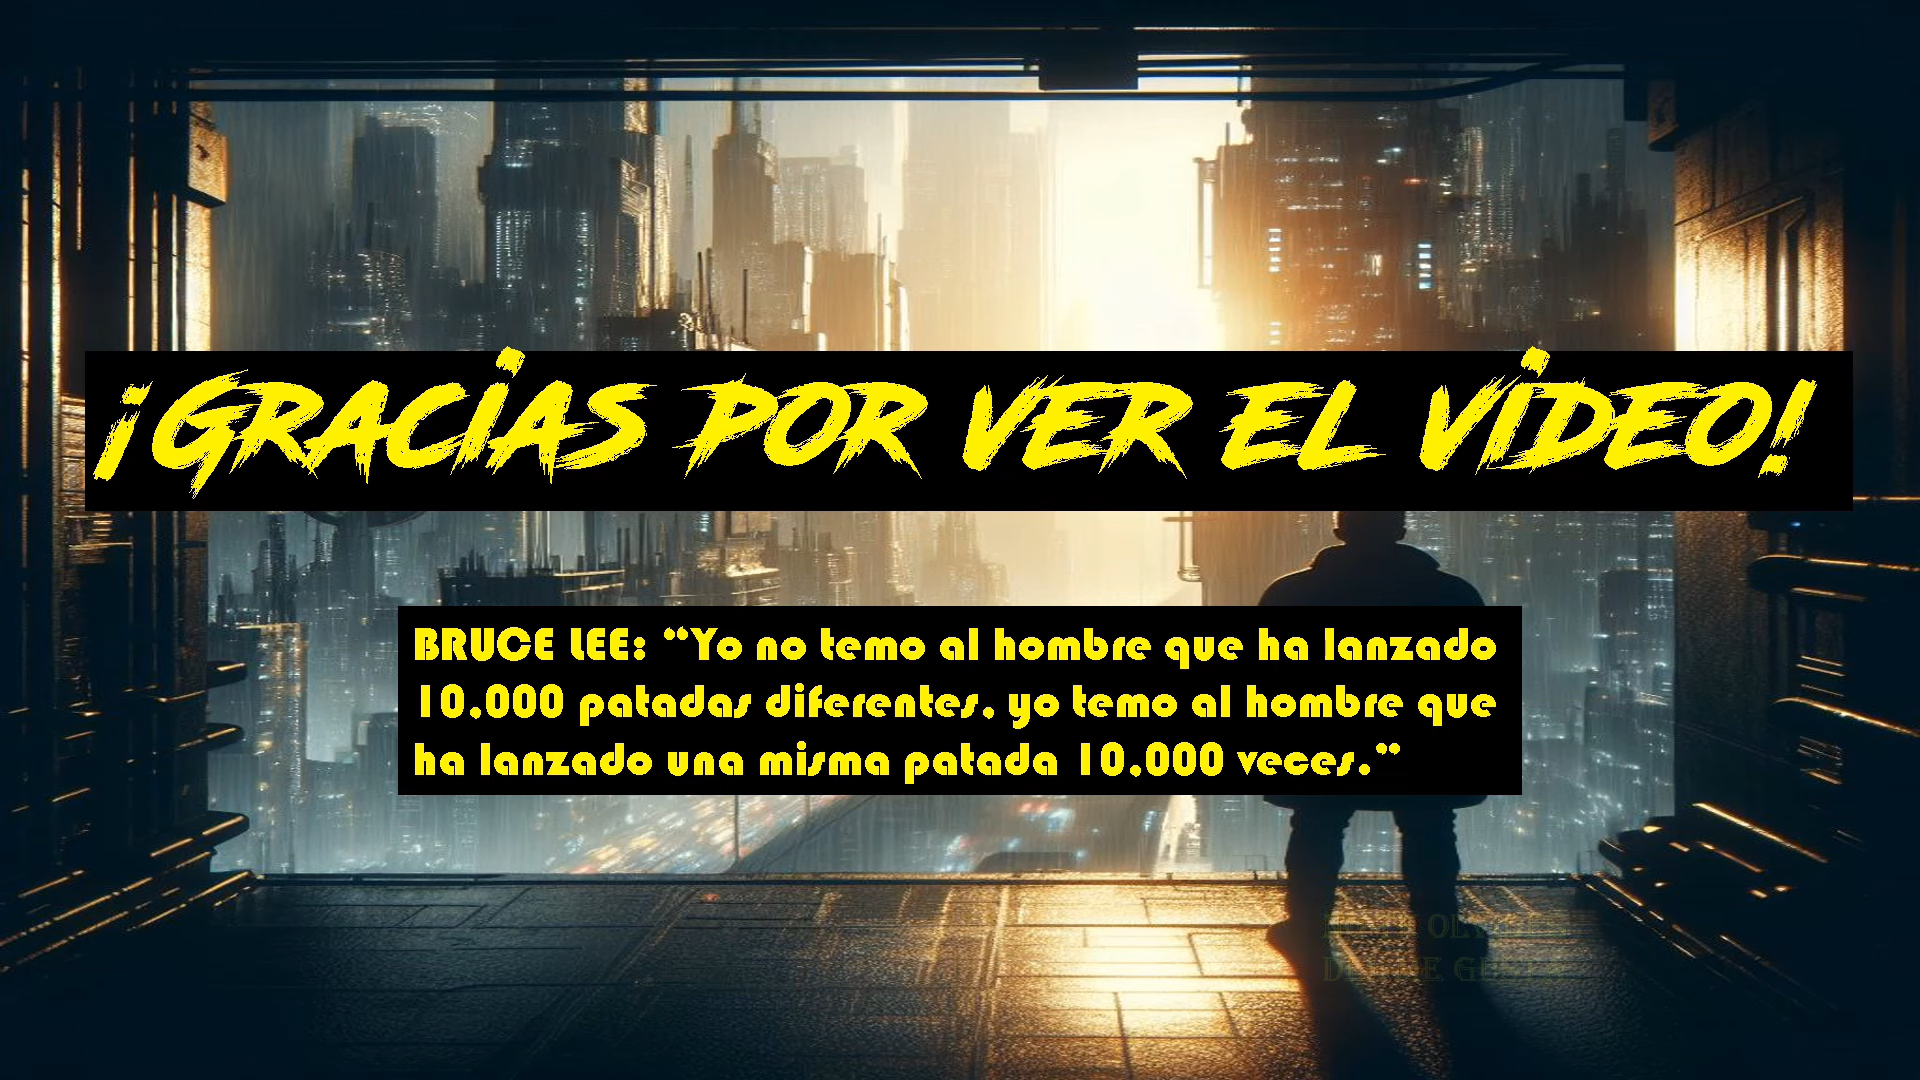 ¡GRACIAS POR VER EL VIDEO!
BRUCE LEE: “Yo no temo al hombre que ha lanzado
10,000 patadas diferentes, yo temo al hombre que
ha lanzado una misma patada 10,000 veces.”